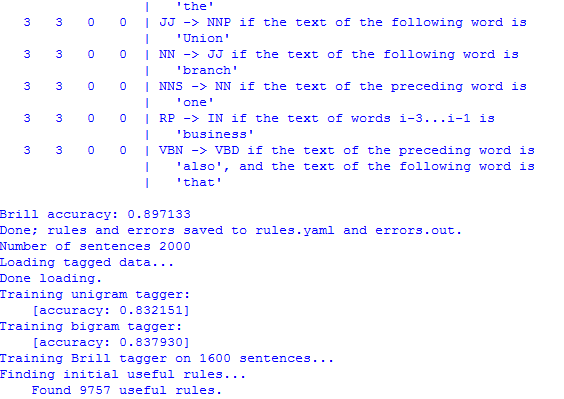 | 'the'
3 3 0 0 | JJ -> NNP if the text of the following word is
| 'Union'
3 3 0 0 | NN -> JJ if the text of the following word is
| 'branch'
3 3 0 0 | NNS -> NN if the text of the preceding word is
| 'one'
3 3 0 0 | RP -> IN if the text of words i-3...i-1 is
| 'business'
3 3 0 0 | VBN -> VBD if the text of the preceding word is
| 'also', and the text of the following word is
| 'that'
Brill accuracy: 0.897133
Done; rules and errors saved to rules.yaml and errors.out.
Number of sentences 2000
Loading tagged data...
Done loading.
Training unigram tagger:
[accuracy: 0.832151]
Training bigram tagger:
[accuracy: 0.837930]
Training Brill tagger on 1600 sentences...
Finding initial useful rules...
Found 9757 useful rules.